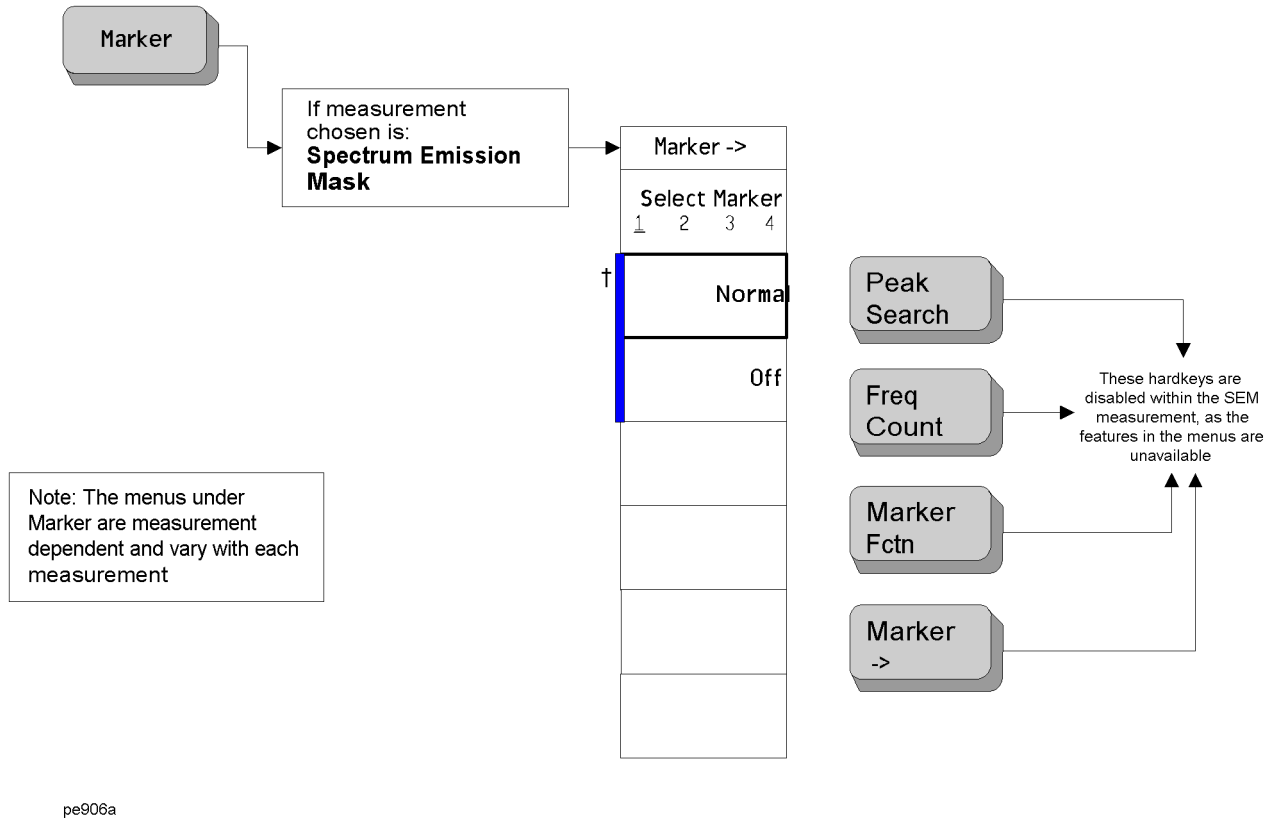 Marker
If measurement
chosen is:
Spectrum Emission
Mask
Marker ->
Select Marker
1 2 3 4
†
Normal
Off
Peak
Search
Freq
Count
Marker
Fctn
Marker
->
These hardkeys are
disabled within the SEM
measurement, as the
features in the menus are
unavailable
Note: The menus under
Marker are measurement
dependent and vary with each
measurement
pe906a